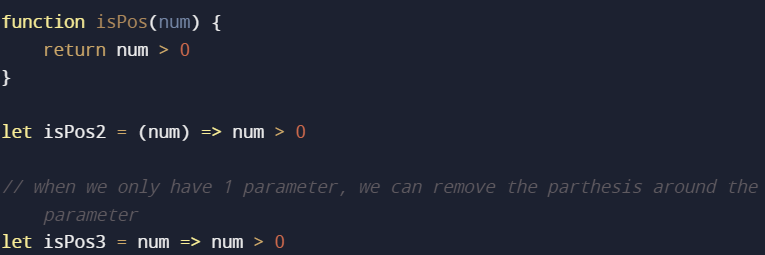 function isPos(num) {
    return num > 0
}
let isPos2 = (num) => num > 0
// when we only have 1 parameter, we can remove the parthesis around the
    parameter
let isPos3 = num => num > 0